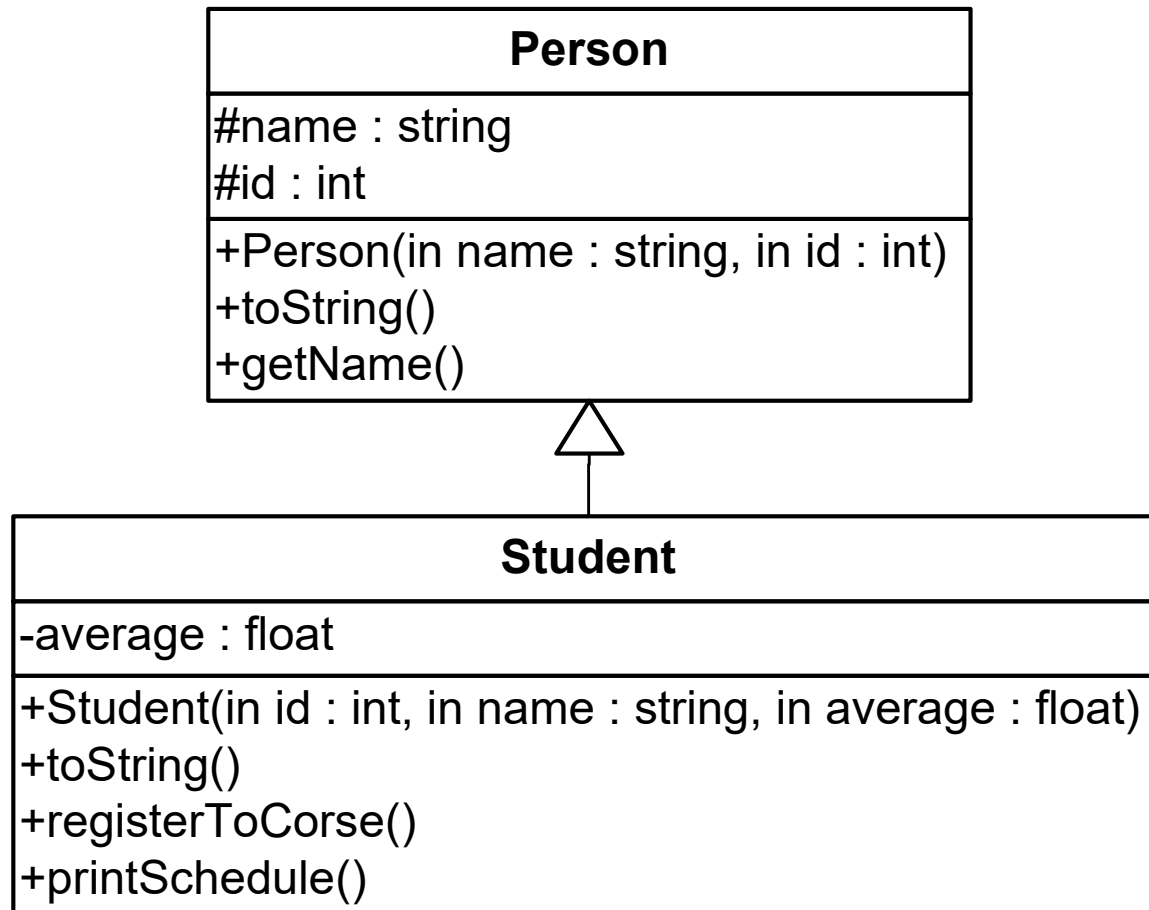 Person
#name : string
#id : int
+Person(in name : string, in id : int)
+toString()
+getName()
Student
-average : float
+Student(in id : int, in name : string, in average : float)
+toString()
+registerToCorse()
+printSchedule()